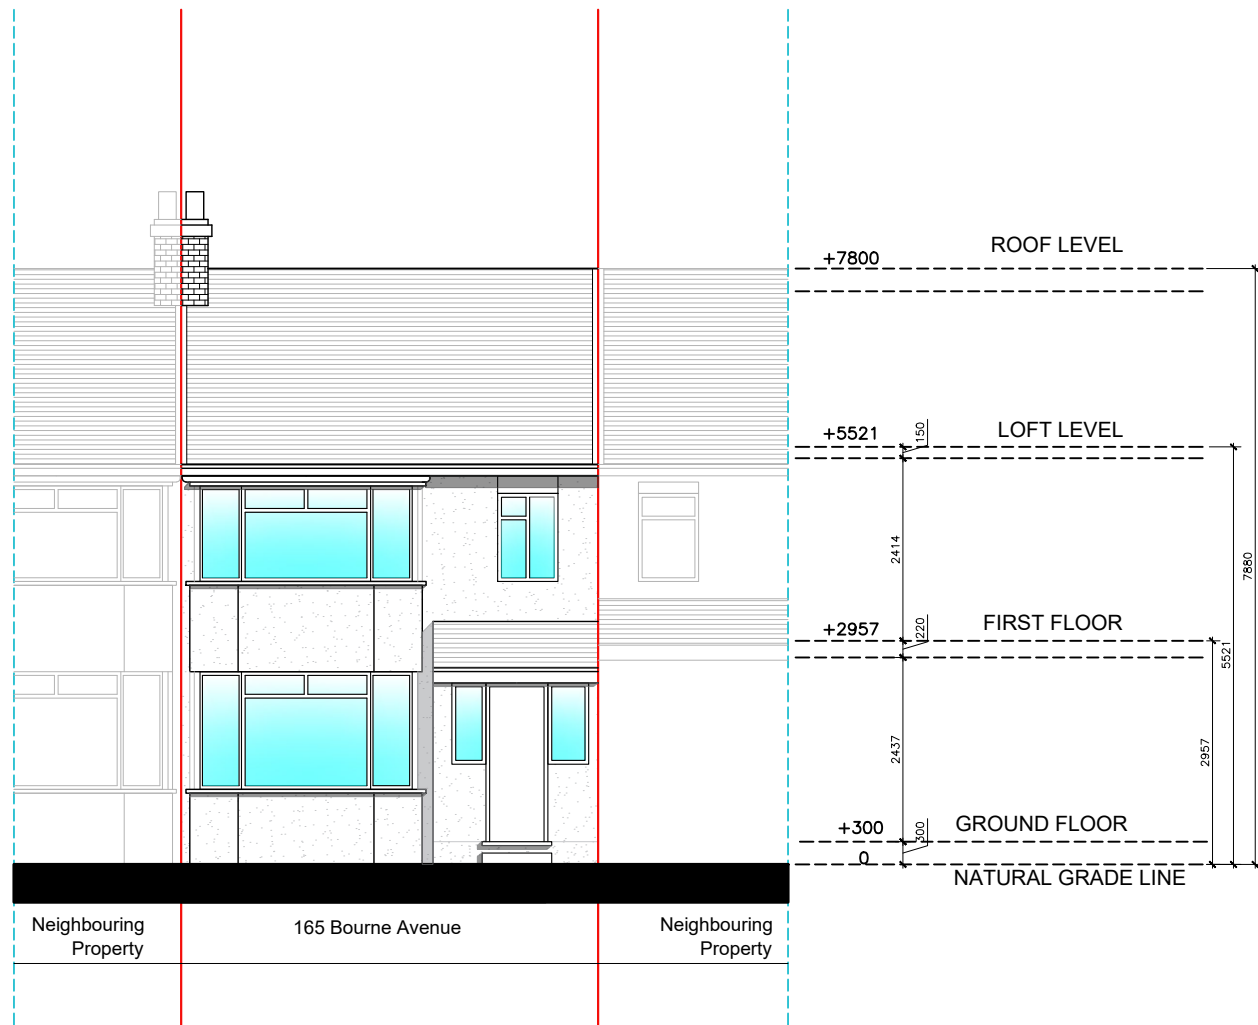 ROOF LEVEL
+7800
+5521
150
LOFT LEVEL
2414
7880
+2957
220
FIRST FLOOR
5521
2437
2957
+300
300
GROUND FLOOR
0
NATURAL GRADE LINE
Neighbouring
Property
165 Bourne Avenue
Neighbouring
Property